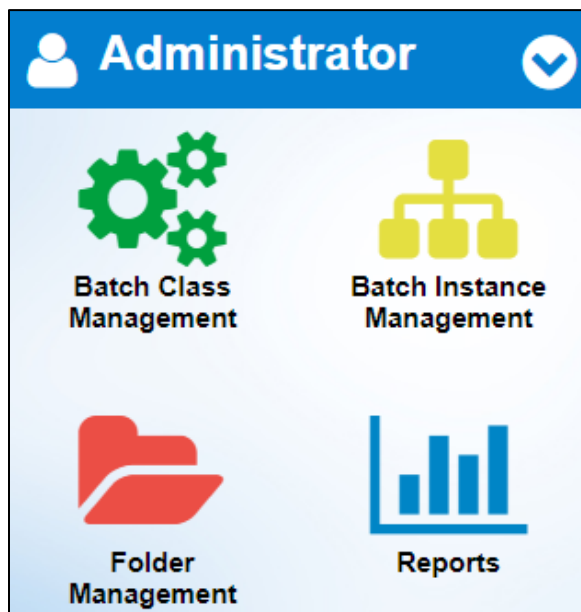 Administrator
Batch Class
Management
Batch Instance
Management
Folder
Management
Reports